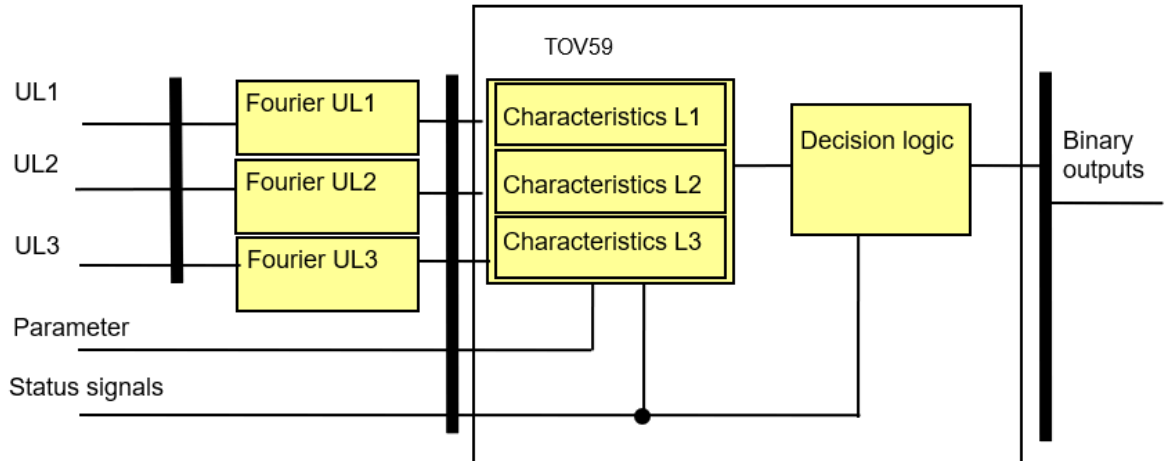 TOV59
UL1
Fourier UL1
Characteristics L1
Decision logic
Binary
outputs
UL2
Fourier UL2
Characteristics L2
UL3
Fourier UL3
Characteristics L3
Parameter
Status signals